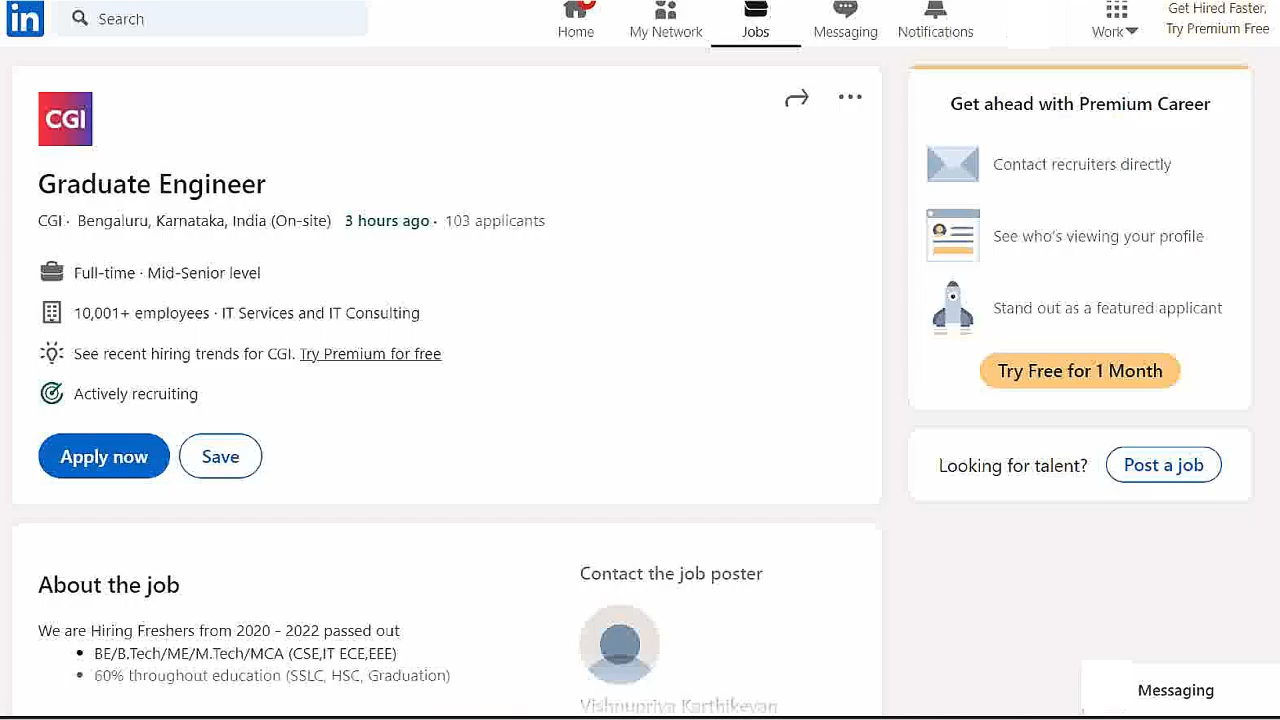 in
Search
Home
My Network
Jobs
Messaging
Notifications
Work
Get Hired Faster,
Try Premium Free
CGI
Graduate Engineer
CGI · Bengaluru, Karnataka, India (On-site) 3 hours ago · 103 applicants
Full-time · Mid-Senior level
10,001+ employees · IT Services and IT Consulting
See recent hiring trends for CGI. Try Premium for free
Actively recruiting
Apply now
Save
Get ahead with Premium Career
Contact recruiters directly
See who's viewing your profile
Stand out as a featured applicant
Try Free for 1 Month
Looking for talent?
Post a job
About the job
We are Hiring Freshers from 2020 - 2022 passed out
• BE/B.Tech/ME/M.Tech/MCA (CSE,IT ECE,EEE)
• 60% throughout education (SSLC, HSC, Graduation)
Contact the job poster
Vishnupriya Karthikeyan
Messaging